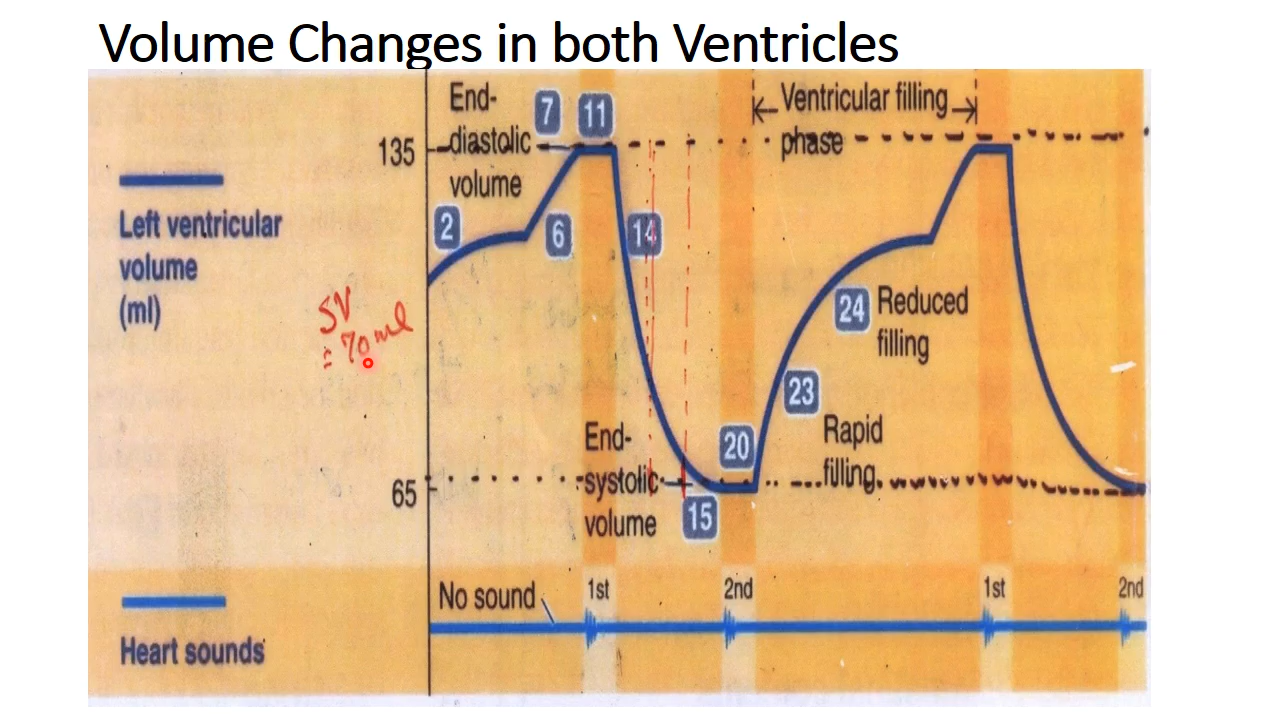 Volume Changes in both Ventricles
End-
diastolic
volume
7
11
Ventricular filling
phase
135
Left ventricular
volume
(ml)
2
6
14
SV
= 70 ml
24
Reduced
filling
23
Rapid
filling
End-
systolic
volume
20
15
65
No sound
1st
2nd
1st
2nd
Heart sounds